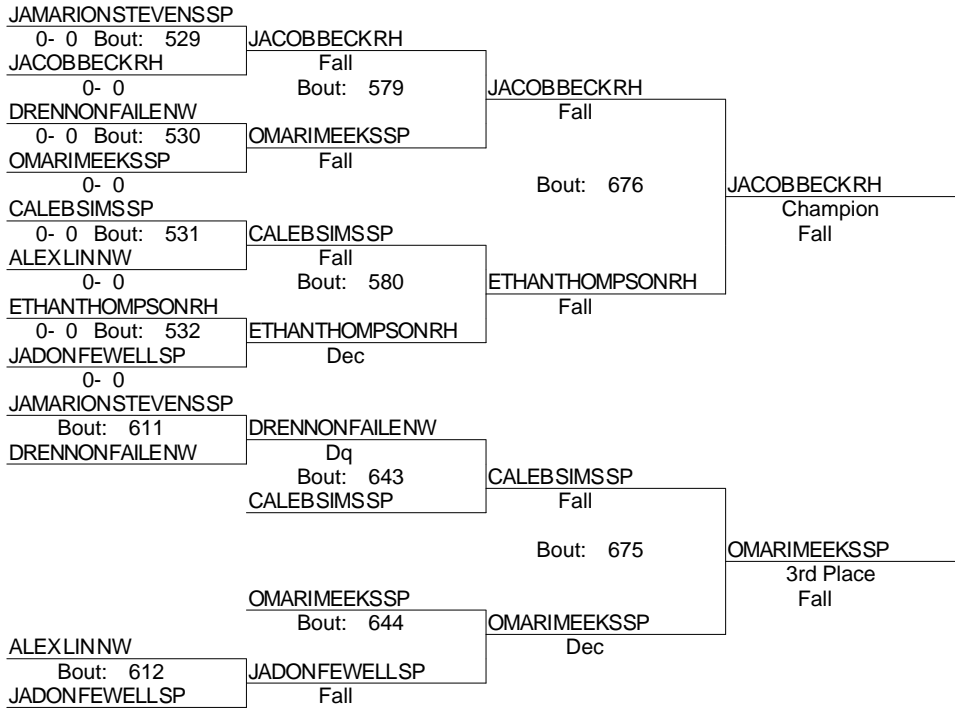 JAMARIONSTEVENSSP
0- 0 Bout: 529
JACOBBECKRH
JACOBBECKRH
Fall
0- 0
Bout: 579
JACOBBECKRH
DRENNONFAILENW
Fall
0- 0 Bout: 530
OMARIMEEKSSP
OMARIMEEKSSP
Fall
0- 0
Bout: 676
JACOBBECKRH
CALEBSIMSSP
Champion
0- 0 Bout: 531
CALEBSIMSSP
Fall
ALEXLINNW
Fall
0- 0
Bout: 580
ETHANTHOMPSONRH
ETHANTHOMPSONRH
Fall
0- 0 Bout: 532
ETHANTHOMPSONRH
JADONFEWELLSP
Dec
0- 0
JAMARIONSTEVENSSP
Bout: 611
DRENNONFAILENW
DRENNONFAILENW
Dq
Bout: 643
CALEBSIMSSP
CALEBSIMSSP
Fall
Bout: 675
OMARIMEEKSSP
3rd Place
OMARIMEEKSSP
Fall
Bout: 644
OMARIMEEKSSP
ALEXLINNW
Dec
Bout: 612
JADONFEWELLSP
JADONFEWELLSP
Fall